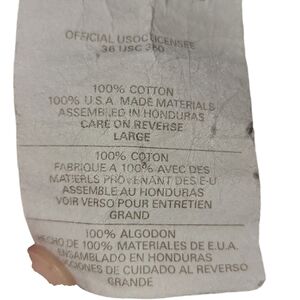 OFFICIAL USOC LICENSEE
36 USC 380
100% COTTON
100% U.S.A. MADE MATERIALS
ASSEMBLED IN HONDURAS
CARE ON REVERSE
LARGE
100% COTON
FABRIQUE A 100% AVEC DES
MATIERLS PROVENANT DES E-U
ASSEMBLE AU HONDURAS
VOIR VERSO POUR ENTRETIEN
GRAND
100% ALGODON
HECHO DE 100% MATERIALES DE E.U.A.
ENSAMBLADO EN HONDURAS
DE CUIDADO AL REVERSO
GRANDE